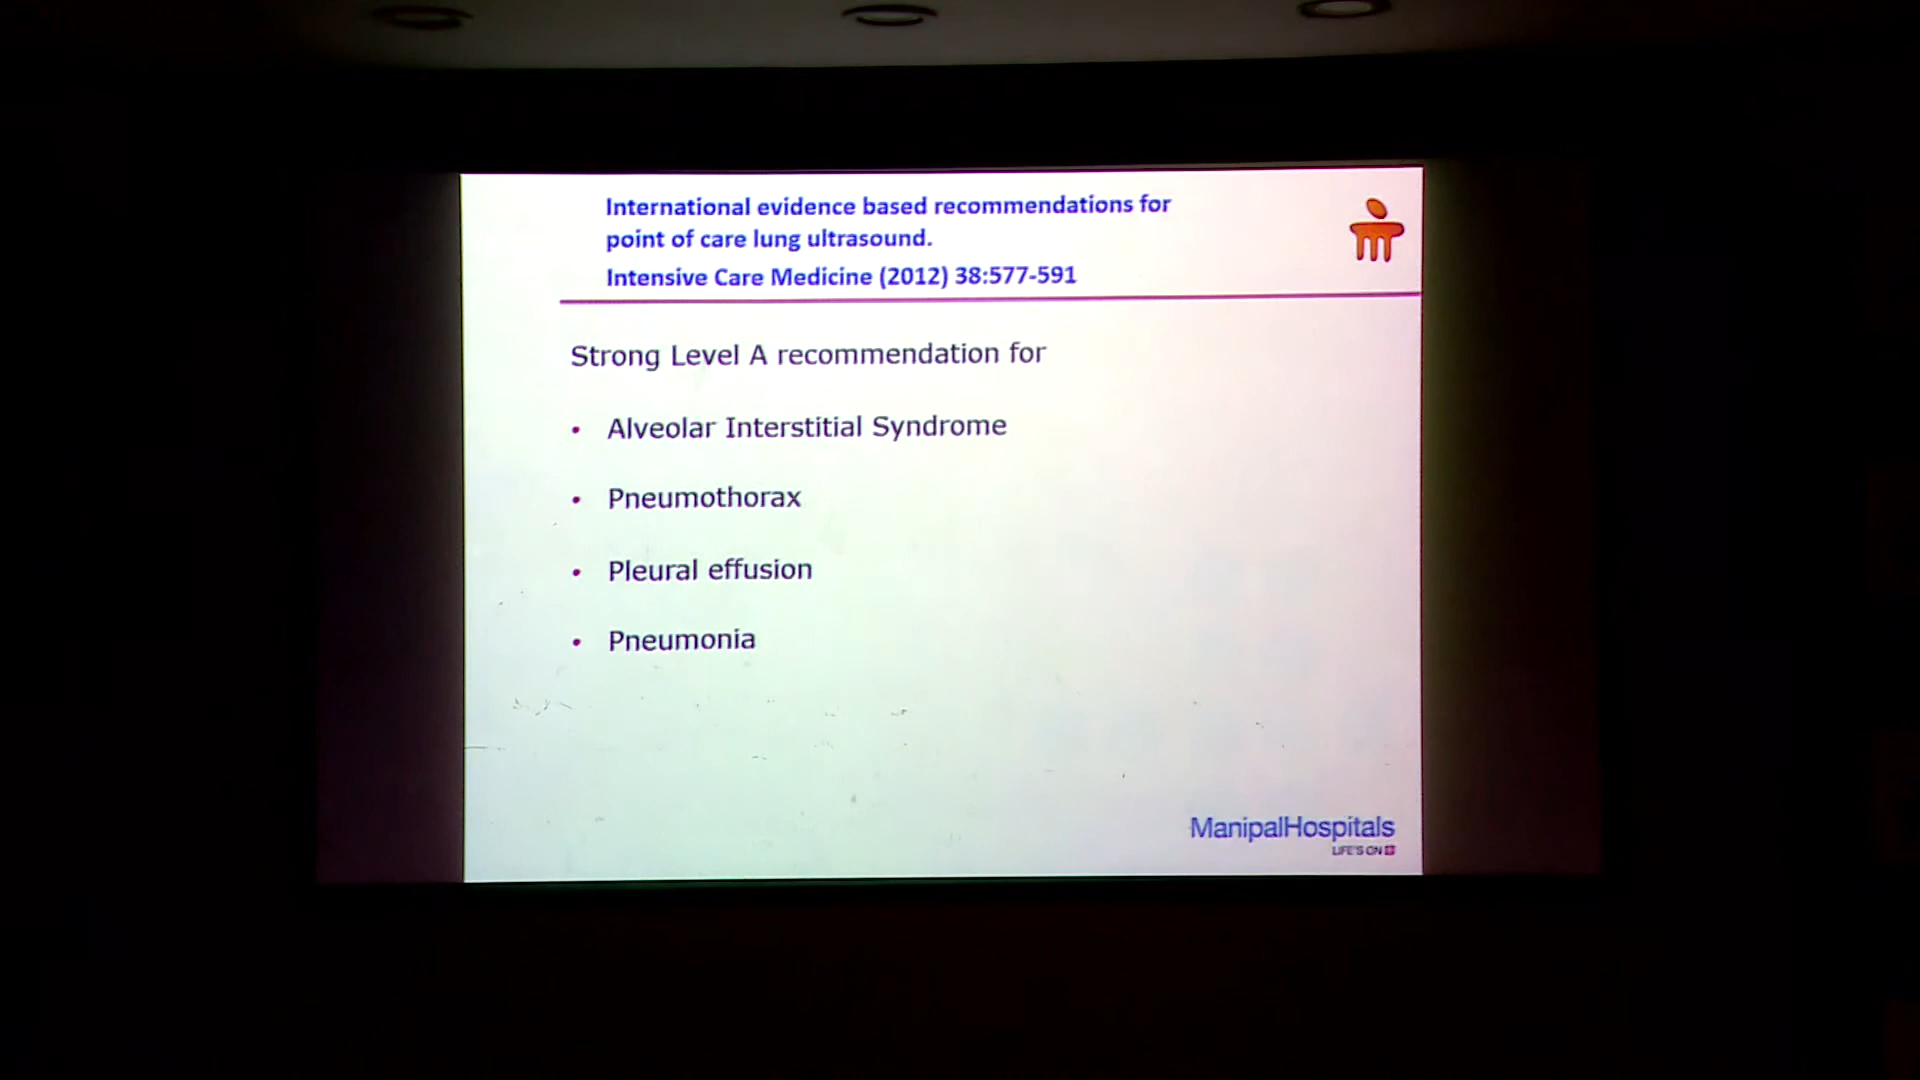 International evidence based recommendations for
point of care lung ultrasound.
Intensive Care Medicine (2012) 38:577-591
Strong Level A recommendation for
• Alveolar Interstitial Syndrome
• Pneumothorax
• Pleural effusion
• Pneumonia
ManipalHospitals
LIFE'S ON